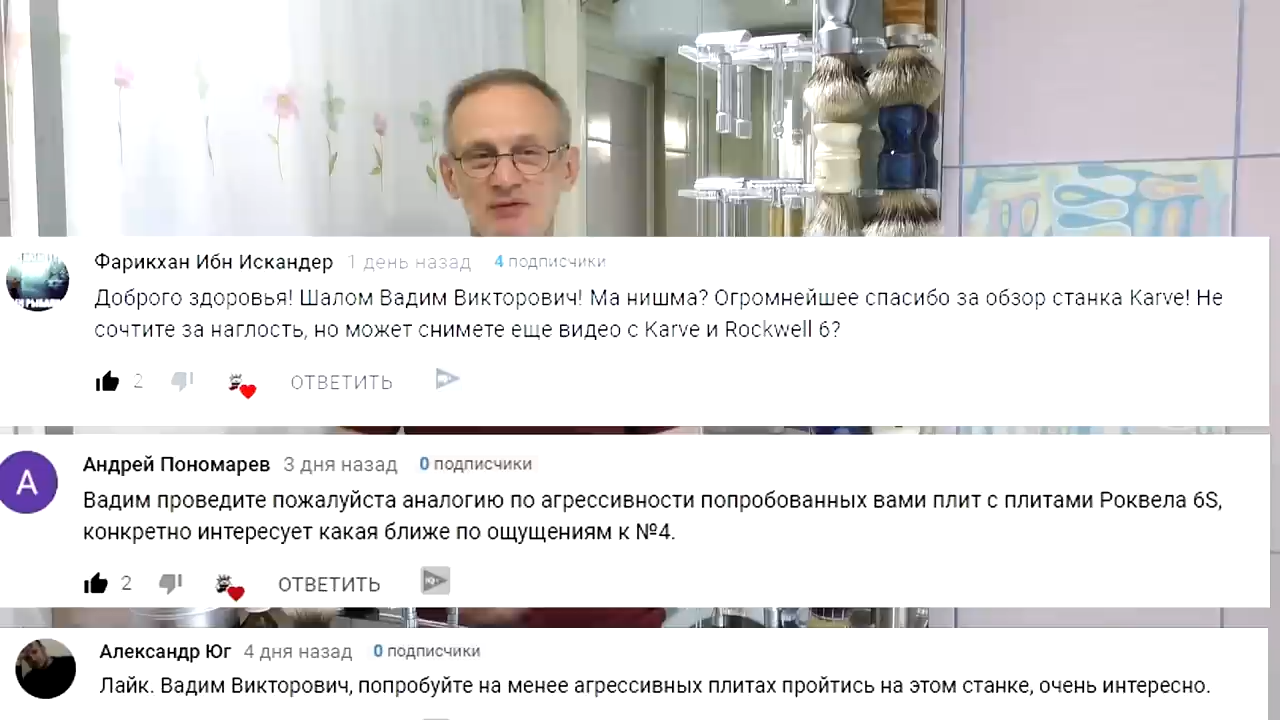 Фарикхан Ибн Искандер 1 день назад 4 подписчики
Доброго здоровья! Шалом Вадим Викторович! Ма нишма? Огромнейшее спасибо за обзор станка Karve! Не
сочтите за наглость, но может снимете еще видео с Karve и Rockwell 6?
2 ОТВЕТИТЬ
А
Андрей Пономарев 3 дня назад 0 подписчики
Вадим проведите пожалуйста аналогию по агрессивности попробованных вами плит с плитами Роквела 6S,
конкретно интересует какая ближе по ощущениям к №4.
2 ОТВЕТИТЬ
Александр Юг 4 дня назад 0 подписчики
Лайк. Вадим Викторович, попробуйте на менее агрессивных плитах пройтись на этом станке, очень интересно.